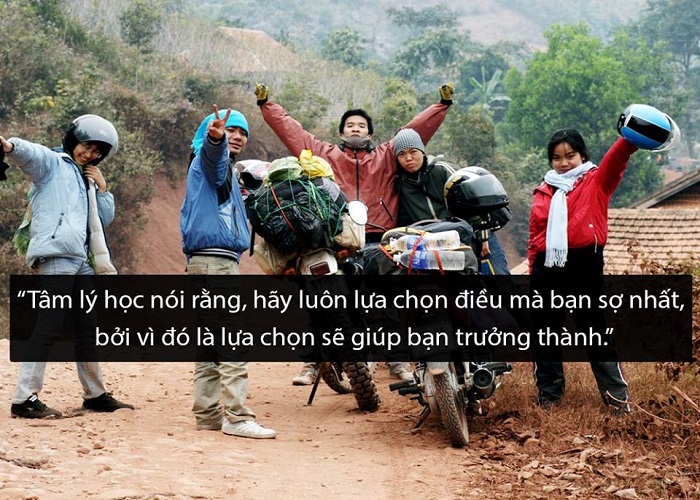 “Tâm lý học nói rằng, hãy luôn lựa chọn điều mà bạn sợ nhất,
bởi vì đó là lựa chọn sẽ giúp bạn trưởng thành.”